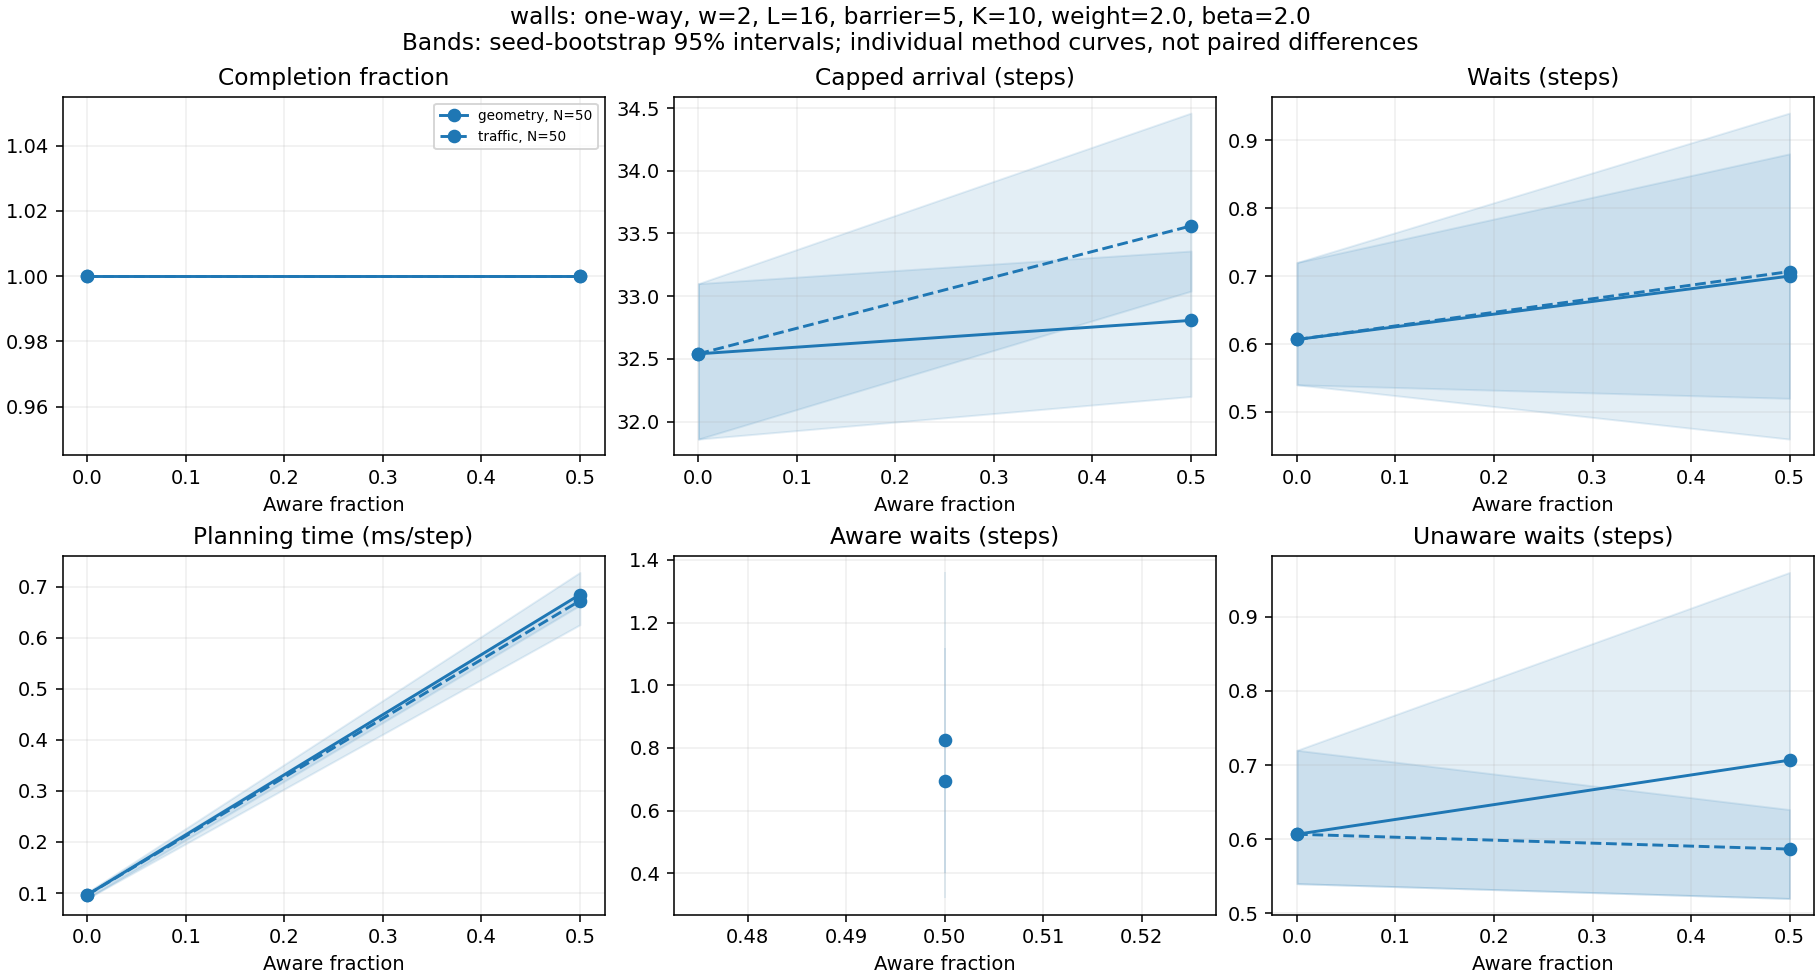 walls: one-way, w=2, L=16, barrier=5, K=10, weight=2.0, beta=2.0
Bands: seed-bootstrap 95% intervals; individual method curves, not paired differences
Completion fraction
geometry, N=50
traffic, N=50
1.04
1.02
1.00
0.98
0.96
0.0 0.1 0.2 0.3 0.4 0.5
Aware fraction
Capped arrival (steps)
34.5
34.0
33.5
33.0
32.5
32.0
0.0 0.1 0.2 0.3 0.4 0.5
Aware fraction
Waits (steps)
0.9
0.8
0.7
0.6
0.5
0.0 0.1 0.2 0.3 0.4 0.5
Aware fraction
Planning time (ms/step)
0.7
0.6
0.5
0.4
0.3
0.2
0.1
0.0 0.1 0.2 0.3 0.4 0.5
Aware fraction
Aware waits (steps)
1.4
1.2
1.0
0.8
0.6
0.4
0.48 0.49 0.50 0.51 0.52
Aware fraction
Unaware waits (steps)
0.9
0.8
0.7
0.6
0.5
0.0 0.1 0.2 0.3 0.4 0.5
Aware fraction